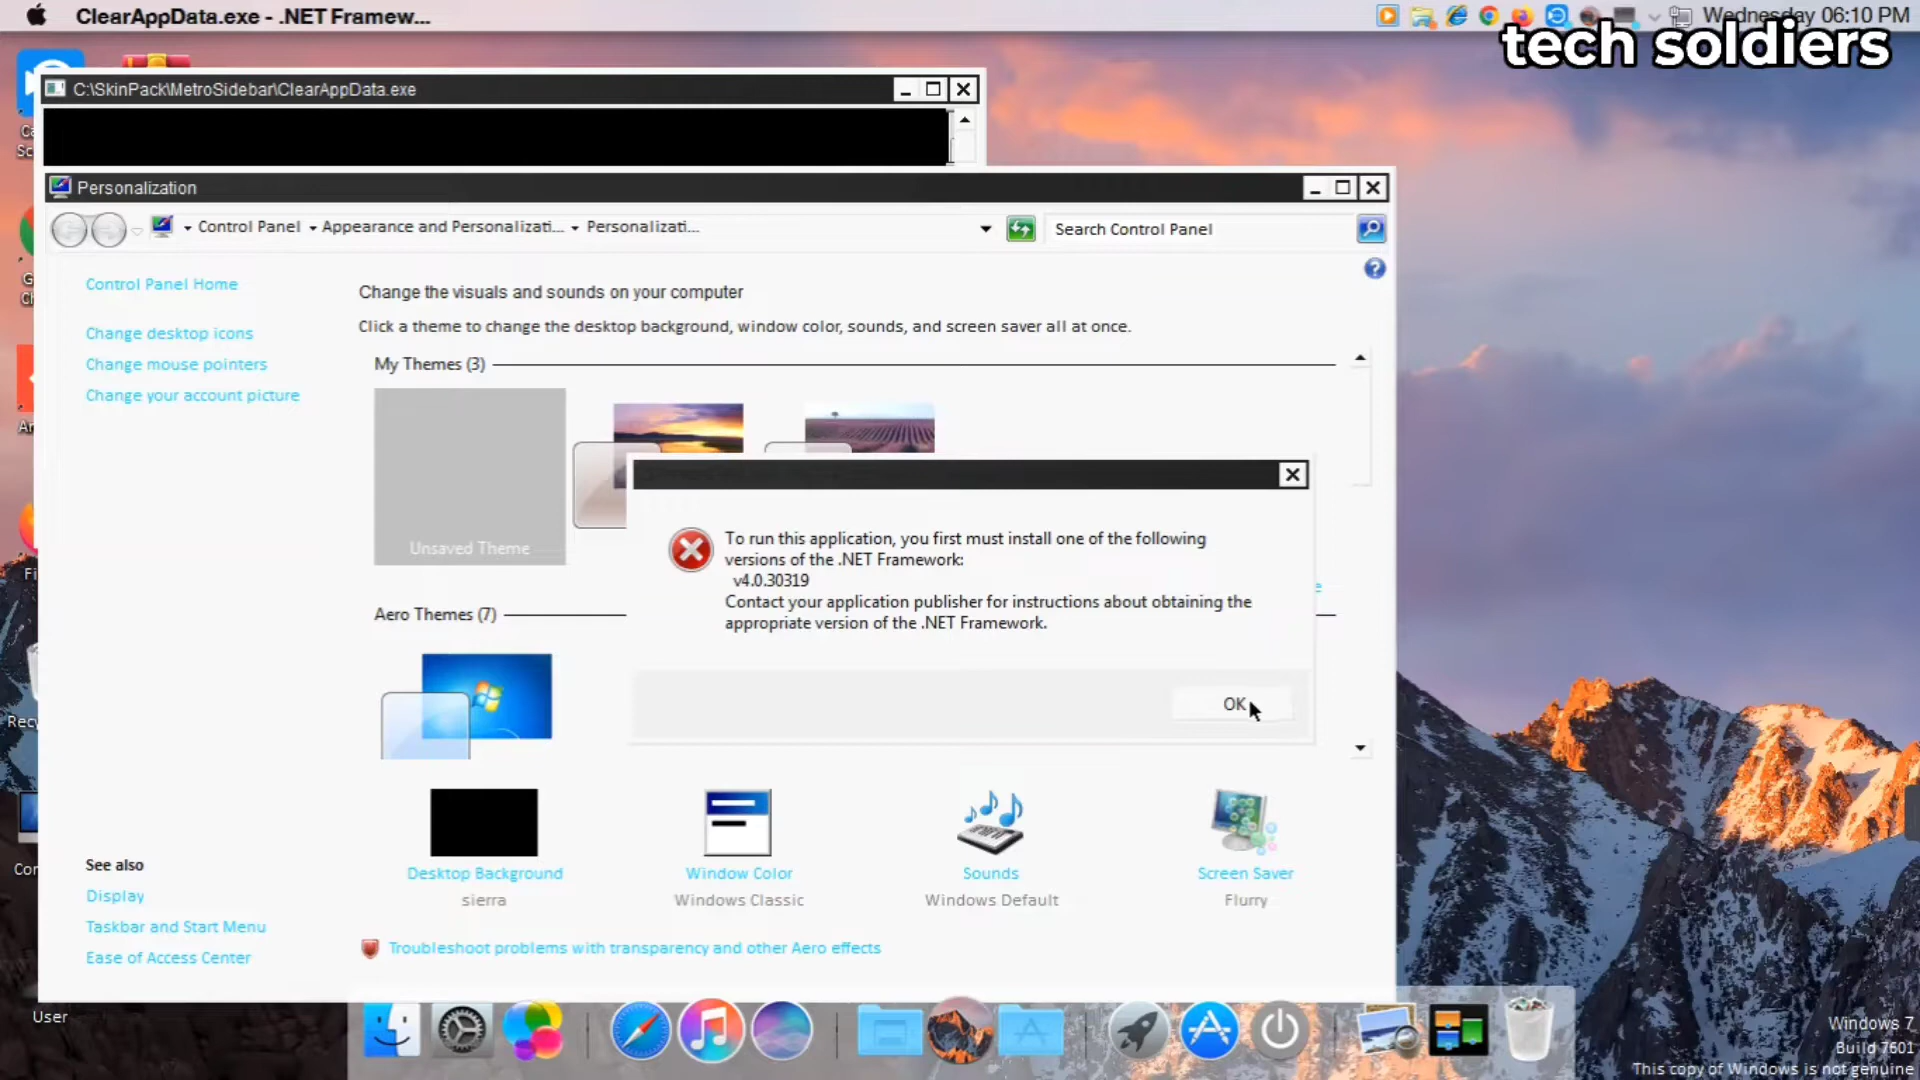 ClearAppData.exe - .NET Framew...
Wednesday 06:10 PM
tech soldiers
C:\SkinPack\MetroSidebar\ClearAppData.exe
Personalization
Control Panel
Appearance and Personalizati...
Personalizati...
Search Control Panel
Control Panel Home
Change desktop icons
Change mouse pointers
Change your account picture
Change the visuals and sounds on your computer
Click a theme to change the desktop background, window color, sounds, and screen saver all at once.
My Themes (3)
Unsaved Theme
Aero Themes (7)
To run this application, you first must install one of the following
versions of the .NET Framework:
v4.0.30319
Contact your application publisher for instructions about obtaining the
appropriate version of the .NET Framework.
OK
Desktop Background
sierra
Window Color
Windows Classic
Sounds
Windows Default
Screen Saver
Flurry
See also
Display
Taskbar and Start Menu
Ease of Access Center
Troubleshoot problems with transparency and other Aero effects
User
Windows 7
Build 7601
This copy of Windows is not genuine